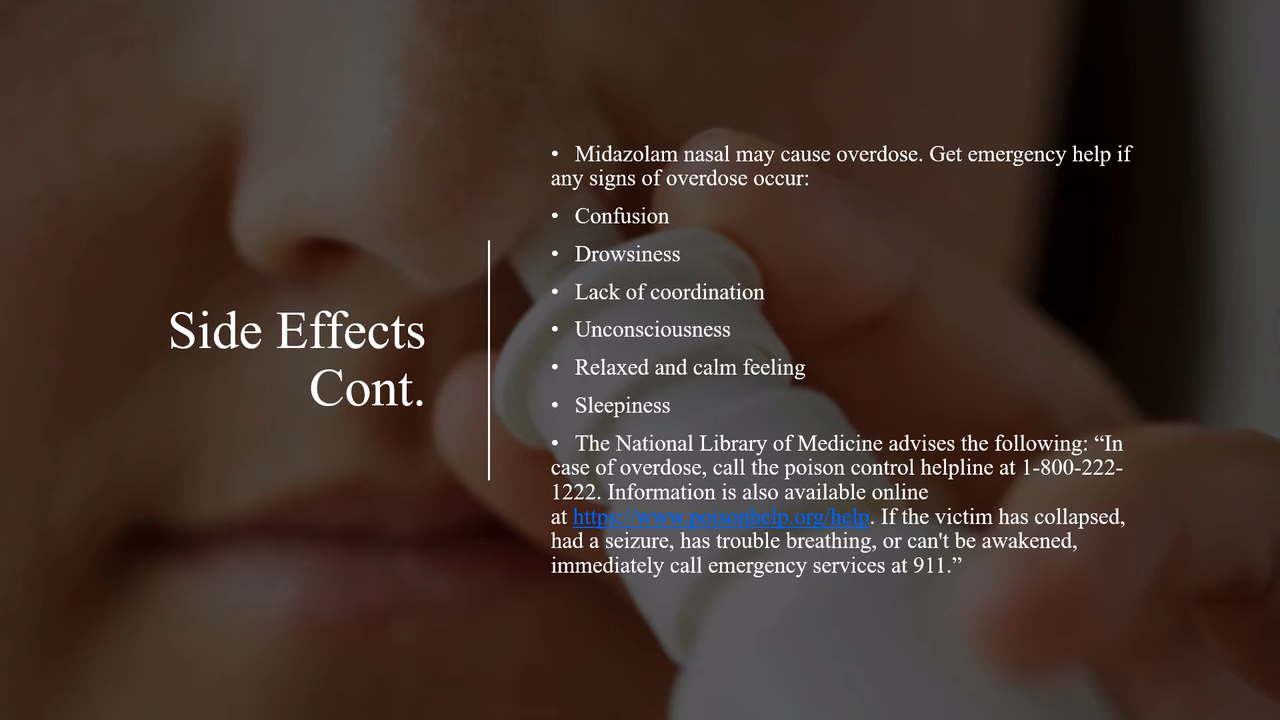 Side Effects
Cont.
• Midazolam nasal may cause overdose. Get emergency help if
any signs of overdose occur:
• Confusion
• Drowsiness
• Lack of coordination
• Unconsciousness
• Relaxed and calm feeling
• Sleepiness
• The National Library of Medicine advises the following: “In
case of overdose, call the poison control helpline at 1-800-222-
1222. Information is also available online
at https://www.poisonhelp.org/help. If the victim has collapsed,
had a seizure, has trouble breathing, or can't be awakened,
immediately call emergency services at 911.”